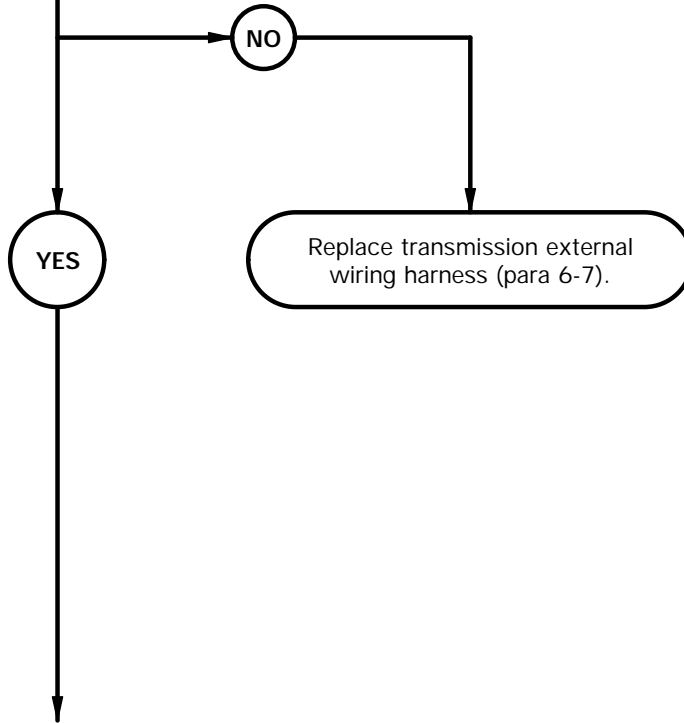 NO
YES
Replace transmission external
wiring harness (para 6-7).